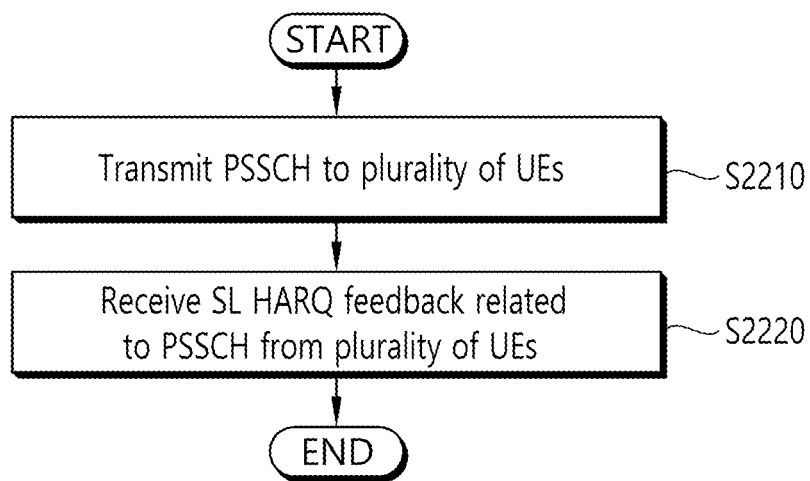 START
Transmit PSSCH to plurality of UEs
S2210
Receive SL HARQ feedback related
to PSSCH from plurality of UEs
S2220
END